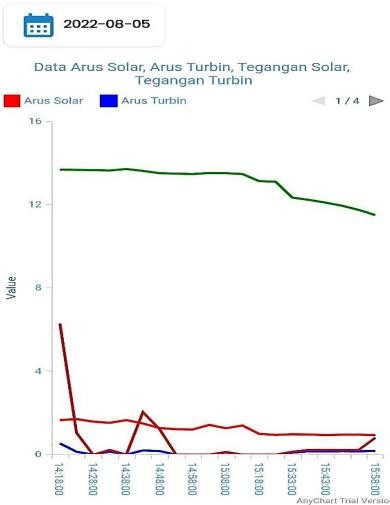 2022-08-05
Data Arus Solar, Arus Turbin, Tegangan Solar,
Tegangan Turbin
Arus Solar
Arus Turbin
1 / 4
16
12
8
4
0
Value
14:18:00
14:28:00
14:38:00
14:48:00
14:58:00
15:08:00
15:18:00
15:33:00
15:43:00
15:58:00
AnyChart Trial Versio